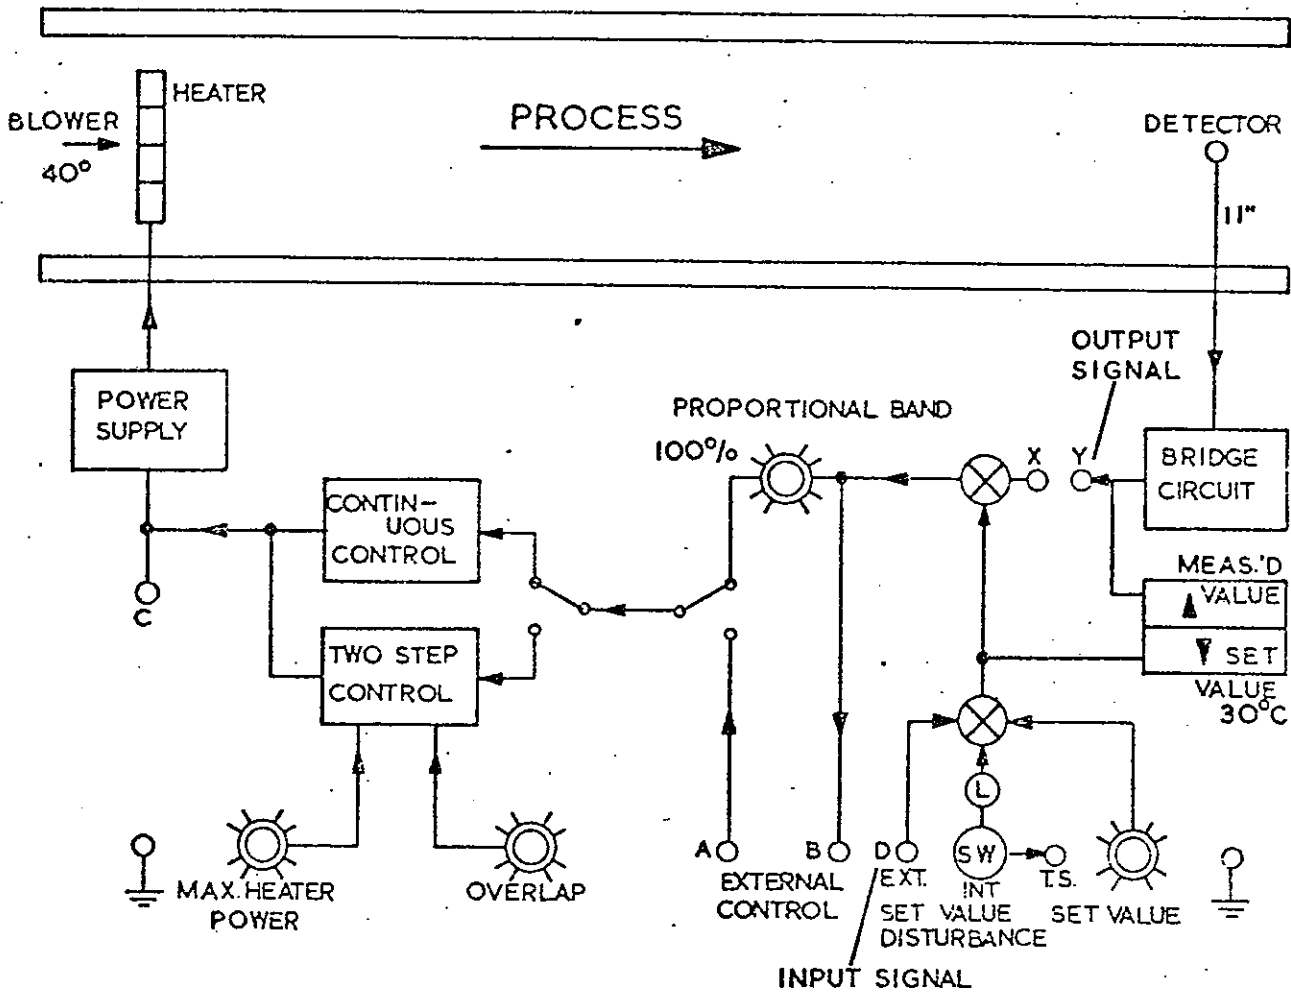 HEATER
BLOWER
40°
PROCESS
DETECTOR
11"
OUTPUT
SIGNAL
POWER
SUPPLY
PROPORTIONAL BAND
100%
X
Y
BRIDGE
CIRCUIT
CONTIN-
UOUS
CONTROL
MEAS.'D
VALUE
SET
VALUE
30°C
C
TWO STEP
CONTROL
L
A
B
D
SW
T.S.
MAX. HEATER
POWER
OVERLAP
EXTERNAL
CONTROL
EXT.
INT
SET VALUE
DISTURBANCE
SET VALUE
INPUT SIGNAL